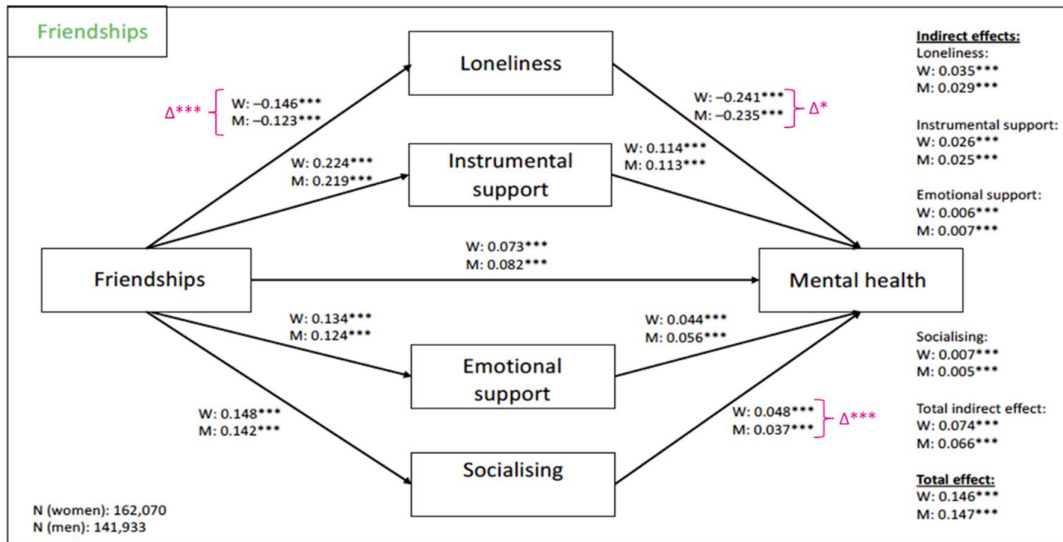 Friendships
Loneliness
Δ***
W: –0.146***
M: –0.123***
W: –0.241***
M: –0.235***
Δ*
W: 0.224***
M: 0.219***
Instrumental
support
W: 0.114***
M: 0.113***
Friendships
W: 0.073***
M: 0.082***
Mental health
W: 0.134***
M: 0.124***
Emotional
support
W: 0.044***
M: 0.056***
W: 0.148***
M: 0.142***
Socialising
W: 0.048***
M: 0.037***
Δ***
N (women): 162,070
N (men): 141,933
Indirect effects:
Loneliness:
W: 0.035***
M: 0.029***
Instrumental support:
W: 0.026***
M: 0.025***
Emotional support:
W: 0.006***
M: 0.007***
Socialising:
W: 0.007***
M: 0.005***
Total indirect effect:
W: 0.074***
M: 0.066***
Total effect:
W: 0.146***
M: 0.147***